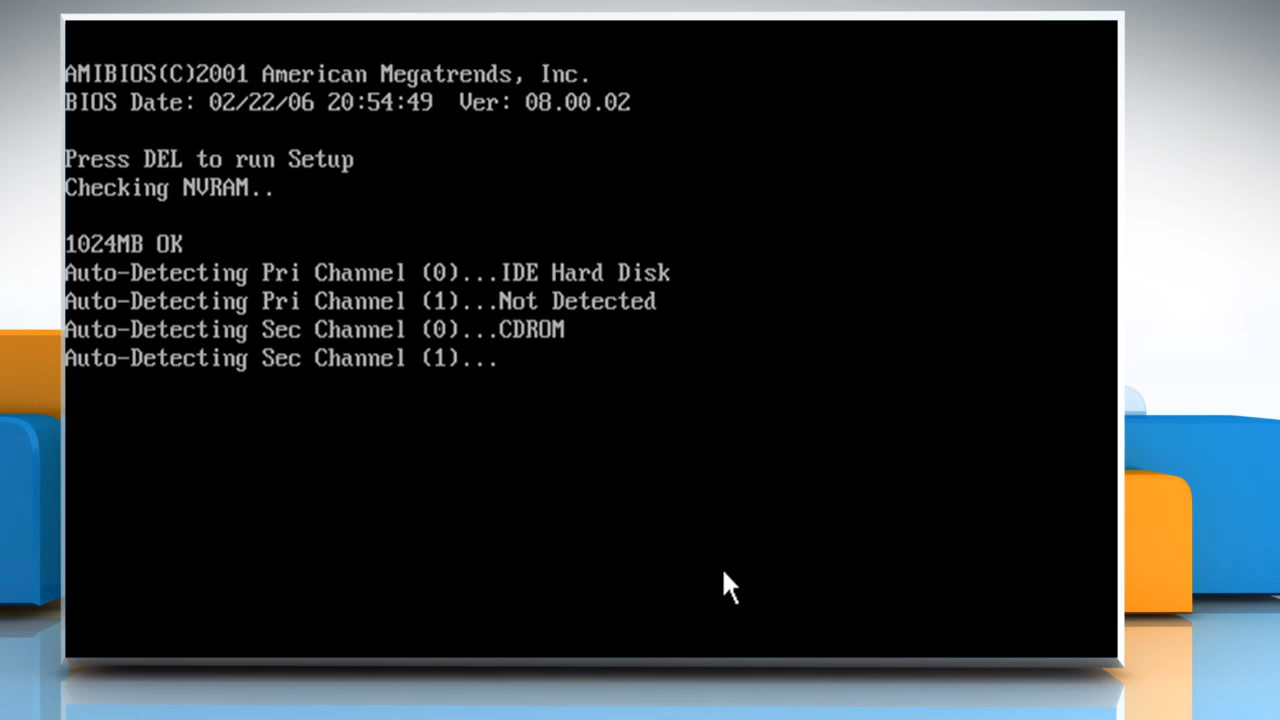 AMIBIOS(C)2001 American Megatrends, Inc.
BIOS Date: 02/22/06 20:54:49  Ver: 08.00.02
Press DEL to run Setup
Checking NVRAM..
1024MB OK
Auto-Detecting Pri Channel (0)...IDE Hard Disk
Auto-Detecting Pri Channel (1)...Not Detected
Auto-Detecting Sec Channel (0)...CDROM
Auto-Detecting Sec Channel (1)...